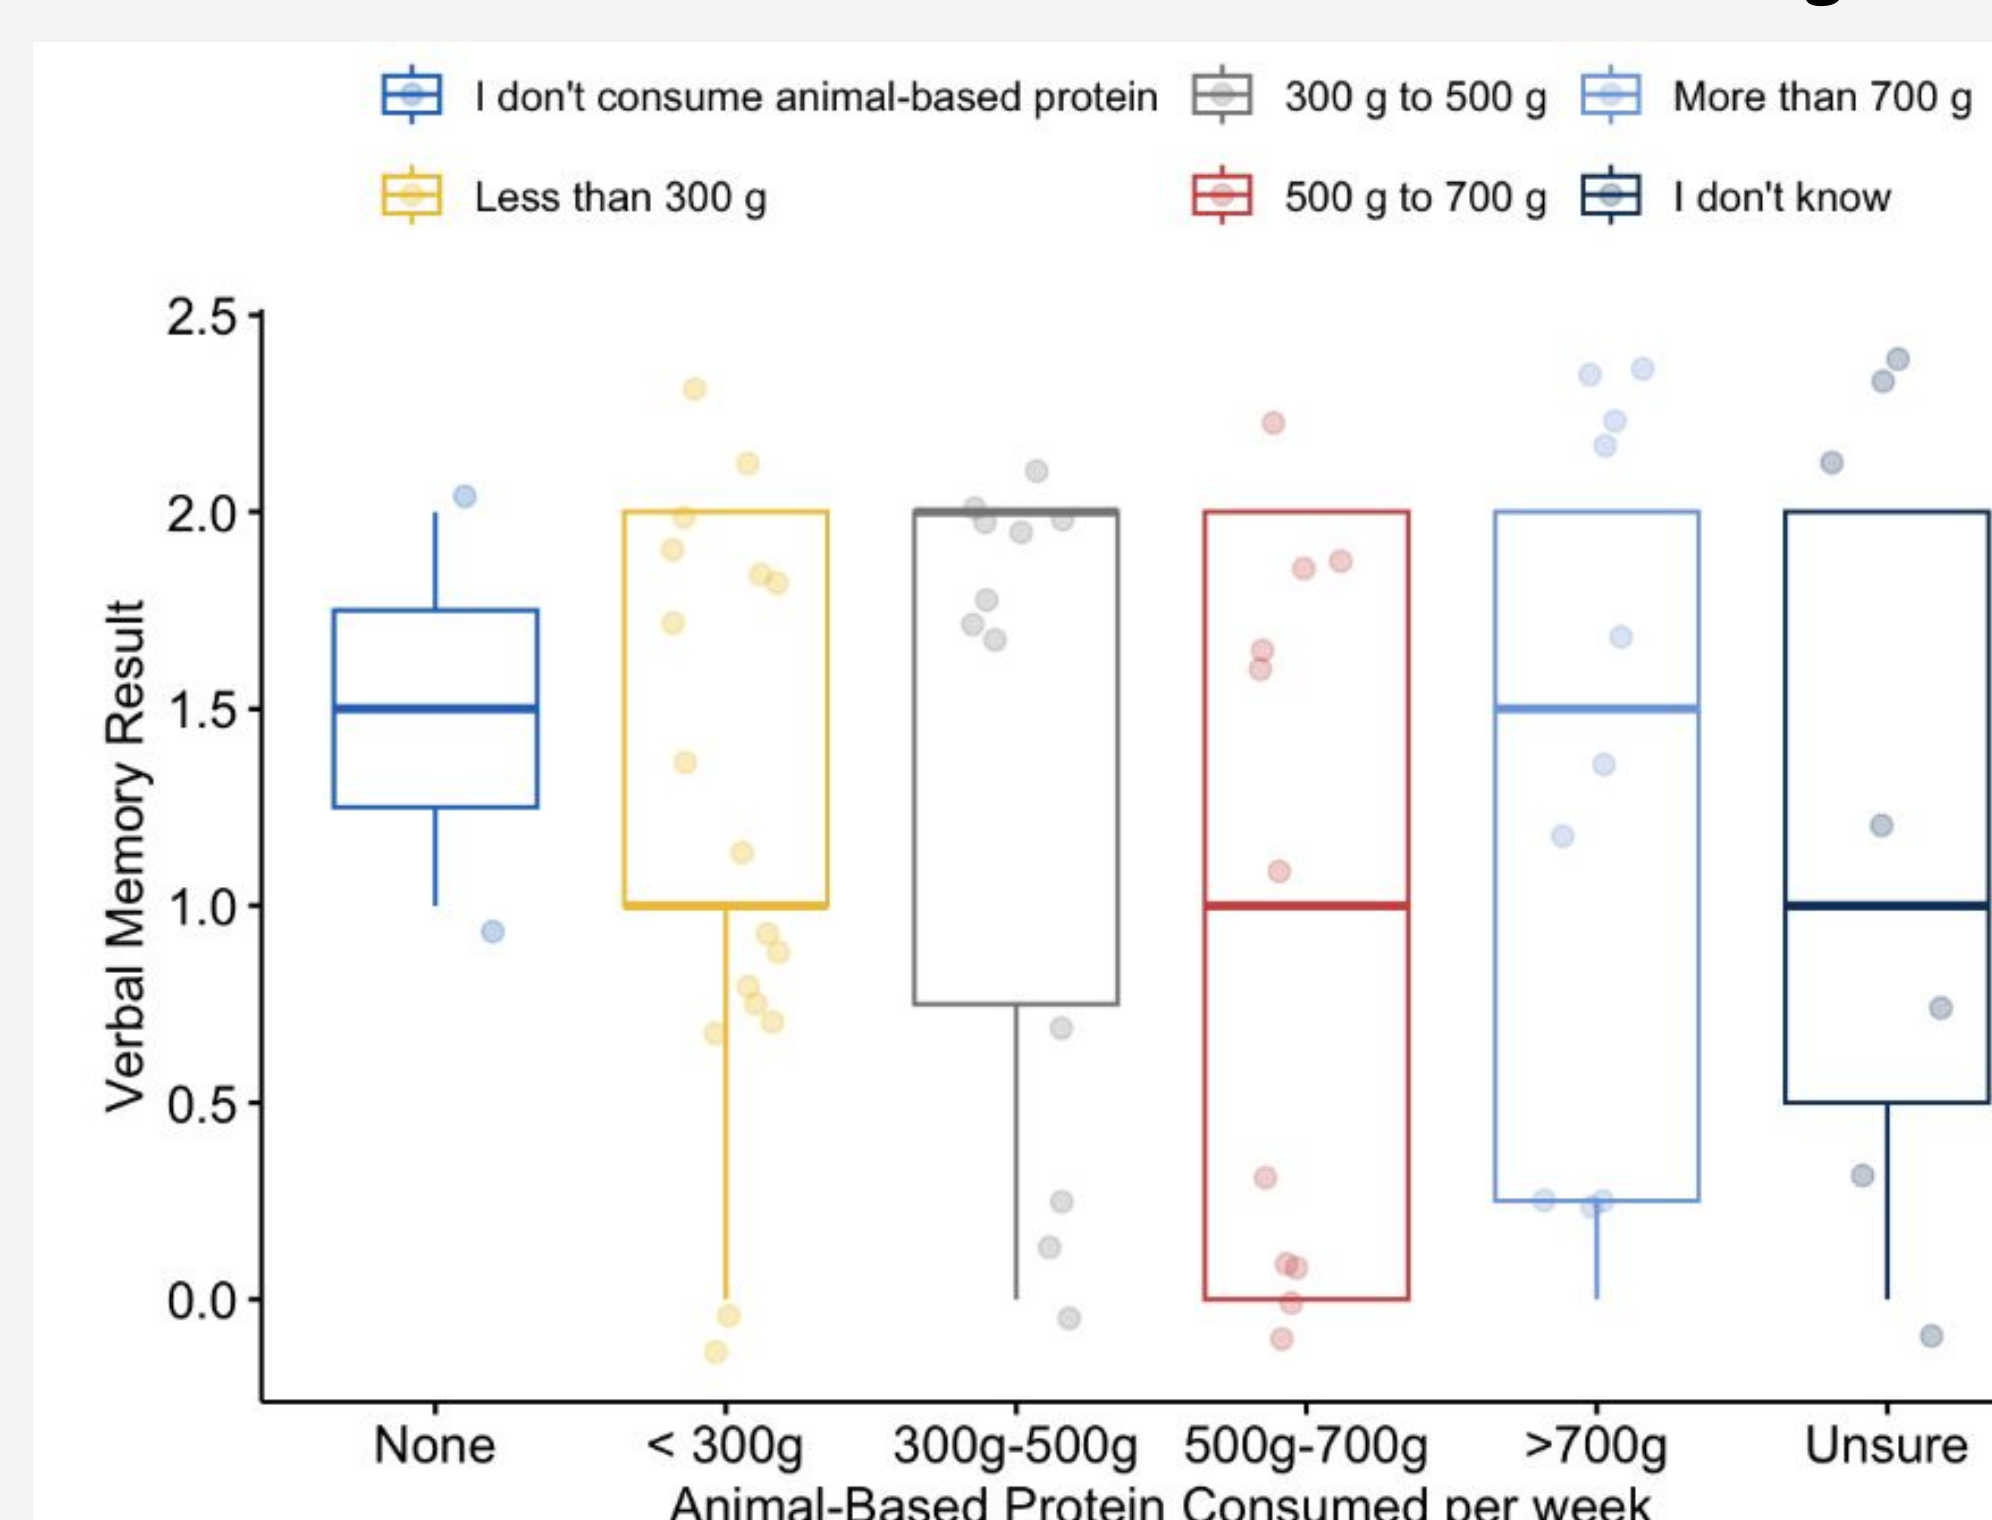 I don't consume animal-based protein 300 g to 500 g More than 700 g
Less than 300 g 500 g to 700 g I don't know
2.5
2.0
1.5
1.0
0.5
0.0
Verbal Memory Result
None < 300g 300g-500g 500g-700g >700g Unsure
Animal-Based Protein Consumed per week